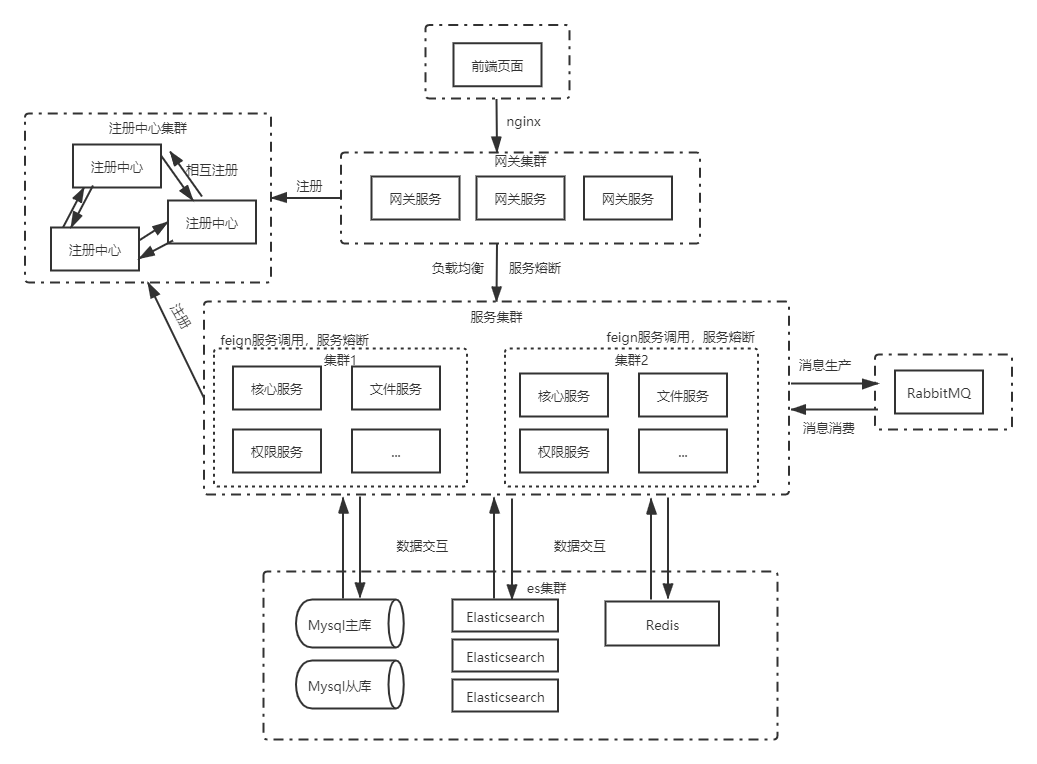 前端页面
nginx
注册中心集群
注册中心
相互注册
注册中心
注册中心
注册
网关集群
网关服务
网关服务
网关服务
负载均衡
服务熔断
注册
服务集群
feign服务调用，服务熔断
集群1
核心服务
文件服务
权限服务
...
feign服务调用，服务熔断
集群2
核心服务
文件服务
权限服务
...
消息生产
RabbitMQ
消息消费
数据交互
数据交互
es集群
Mysql主库
Mysql从库
Elasticsearch
Elasticsearch
Elasticsearch
Redis